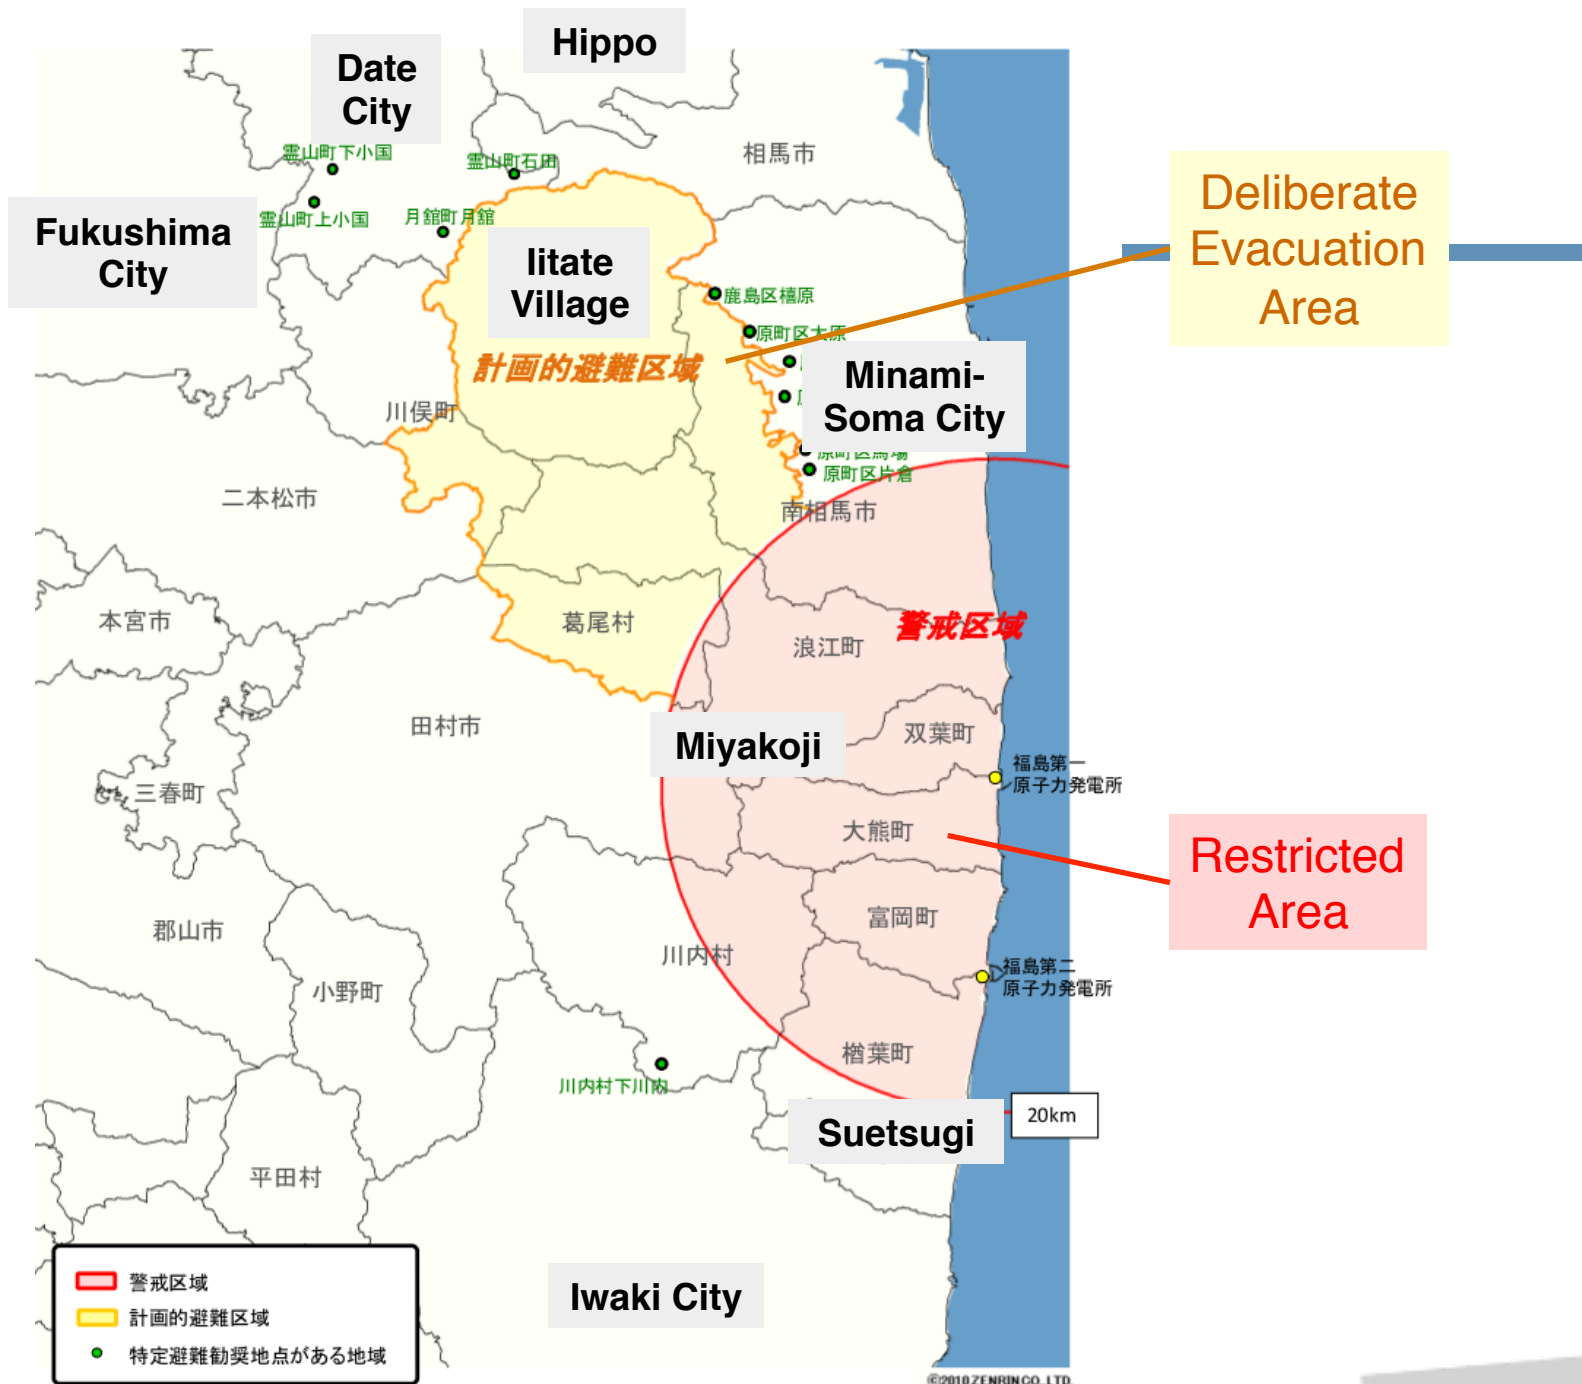 Hippo
Date
City
霊山町下小国
霊山町石田
相馬市
霊山町上小国
月舘町月舘
Fukushima
City
Iitate
Village
Deliberate
Evacuation
Area
鹿島区橲原
原町区大原
計画的避難区域
Minami-
Soma City
川俣町
原町区馬場
原町区片倉
二本松市
南相馬市
本宮市
葛尾村
警戒区域
浪江町
田村市
双葉町
Miyakoji
福島第一
原子力発電所
三春町
大熊町
Restricted
Area
富岡町
郡山市
川内村
福島第二
原子力発電所
小野町
楢葉町
川内村下川内
20km
Suetsugi
平田村
Iwaki City
警戒区域
計画的避難区域
特定避難勧奨地点がある地域
©2010 ZENRIN CO., LTD.